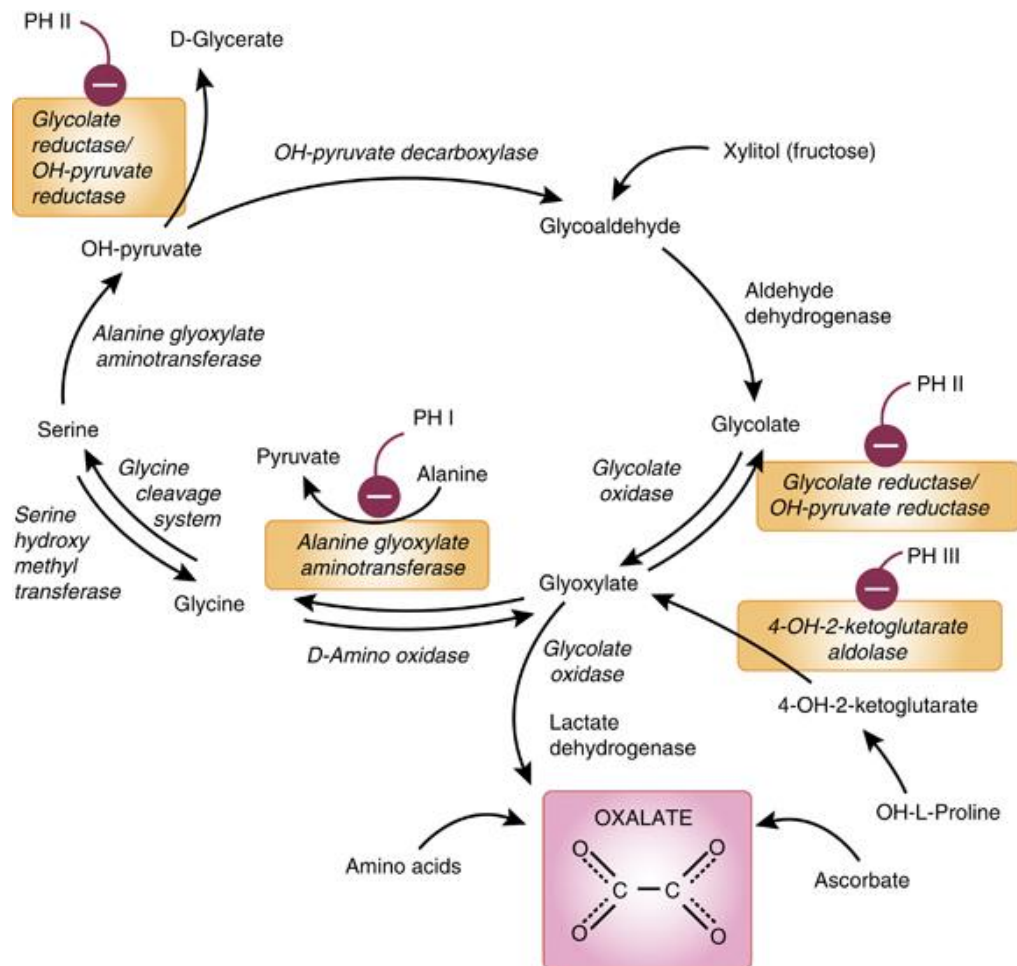 PH II
D-Glycerate
Glycolate
reductase/
OH-pyruvate
reductase
OH-pyruvate decarboxylase
Xylitol (fructose)
Glycoaldehyde
OH-pyruvate
Aldehyde
dehydrogenase
Alanine glyoxylate
aminotransferase
PH II
Serine
Glycolate
PH I
Pyruvate
Alanine
Glycine
cleavage
system
Glycolate
oxidase
Glycolate reductase/
OH-pyruvate reductase
Serine
hydroxy
methyl
transferase
Alanine glyoxylate
aminotransferase
PH III
Glycine
Glyoxylate
4-OH-2-ketoglutarate
aldolase
D-Amino oxidase
Glycolate
oxidase
4-OH-2-ketoglutarate
Lactate
dehydrogenase
OH-L-Proline
OXALATE
Amino acids
Ascorbate
O O
C C
O O